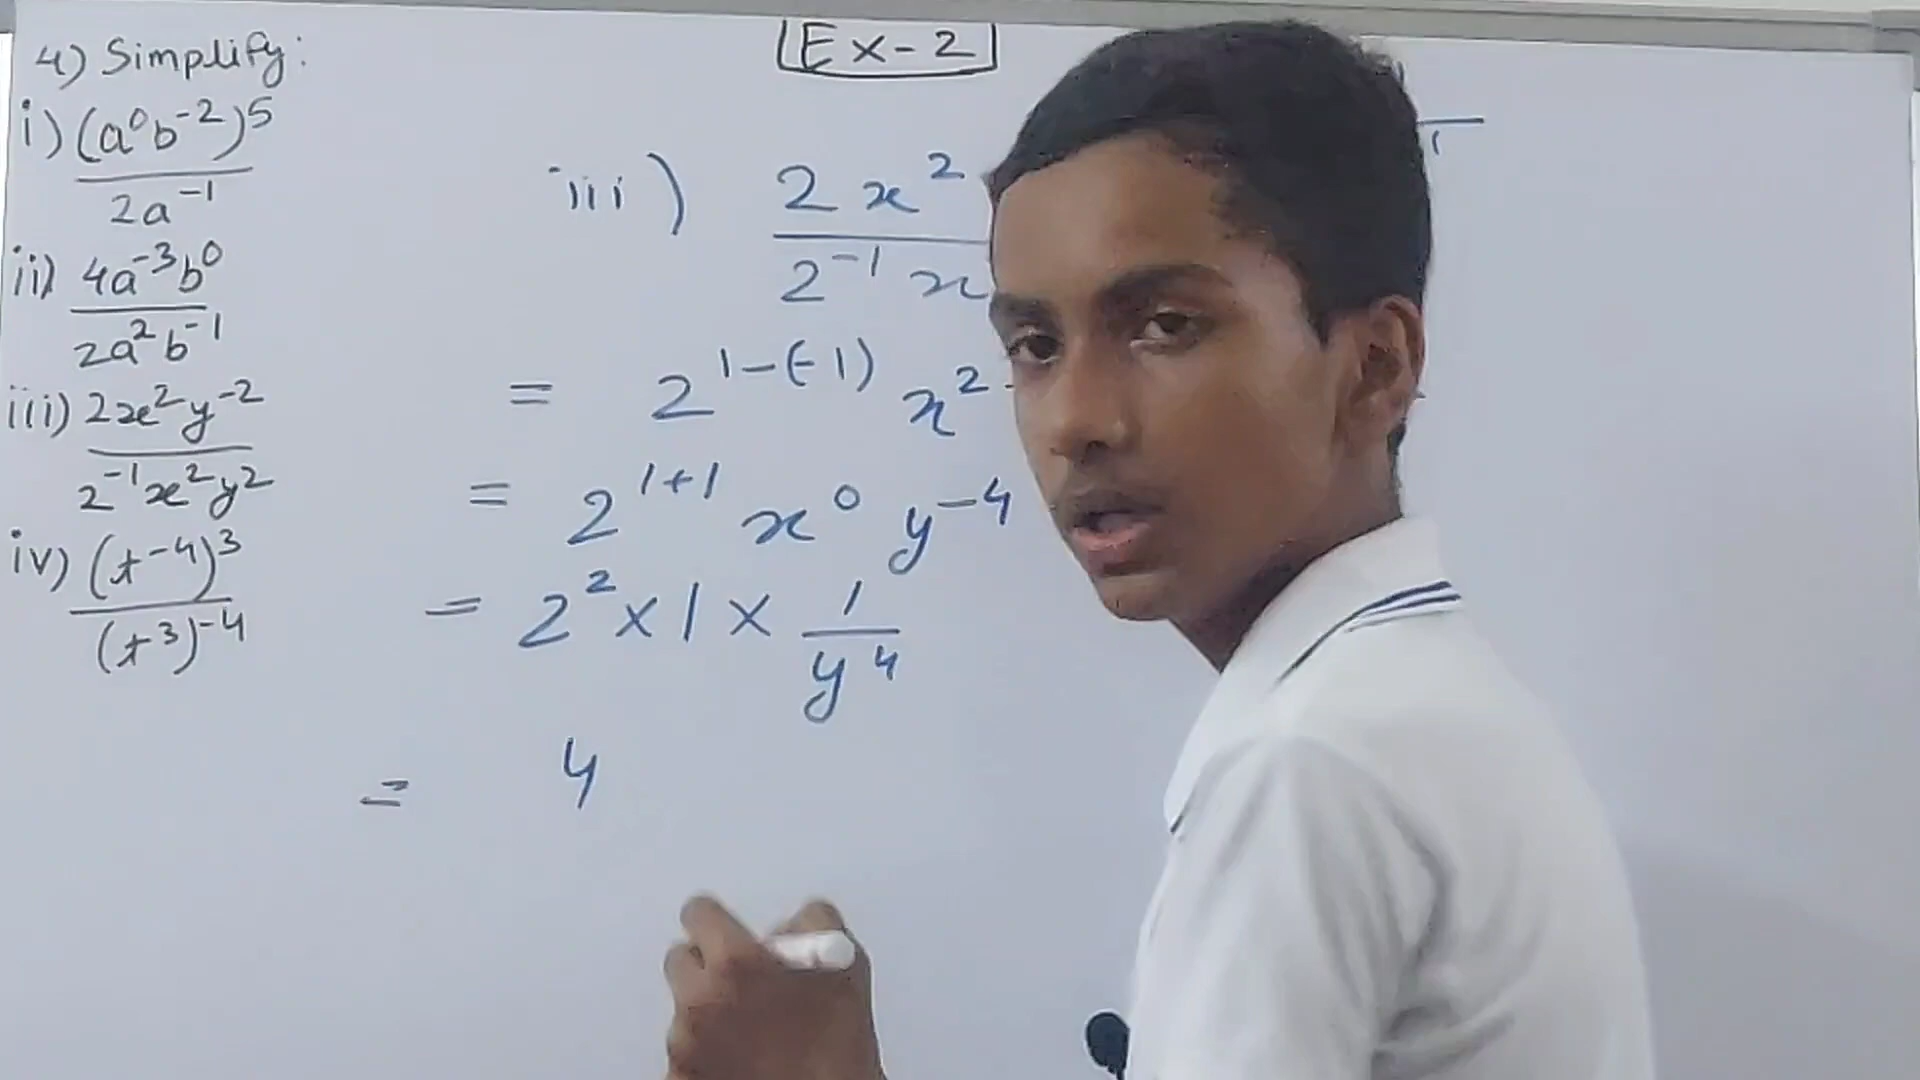 4) Simplify:
i) (a⁰b⁻²)⁵
2a⁻¹
ii) 4a⁻³b⁰
2a²b⁻¹
iii) 2x²y⁻²
2⁻¹x²y²
iv) (t⁻⁴)³
(t³)⁻⁴
Ex-2
iii) 2x²
2⁻¹x
= 2¹⁻⁽⁻¹⁾ x²⁻
= 2¹⁺¹ x⁰ y⁻⁴
= 2² × 1 × 1
y⁴
= 4